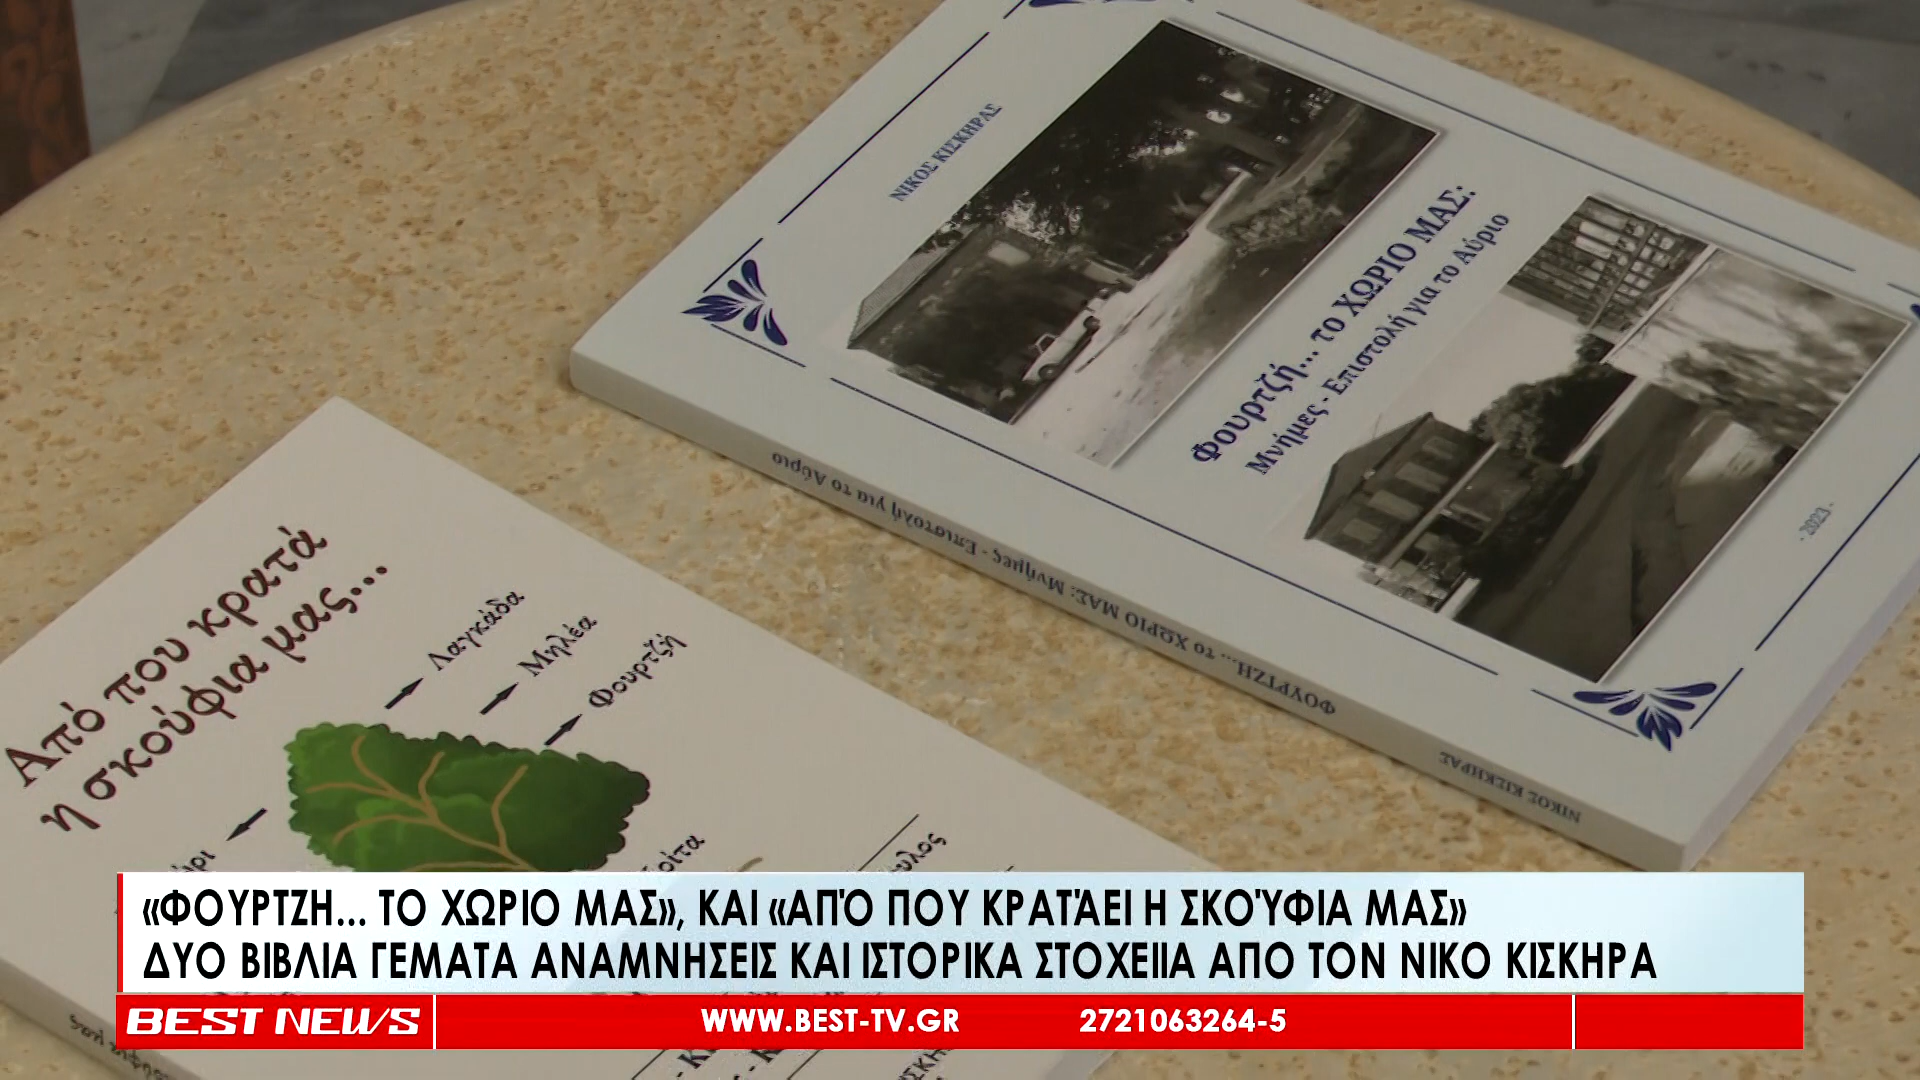 ΝΙΚΟΣ ΚΙΣΚΗΡΑΣ
Φουρτζή... το ΧΩΡΙΟ ΜΑΣ:
Μνήμες - Επιστολή για το Αύριο
- 2023 -
ΝΙΚΟΣ ΚΙΣΚΗΡΑΣ ΦΟΥΡΤΖΗ... το ΧΩΡΙΟ ΜΑΣ: Μνήμες - Επιστολή για το Αύριο
Από που κρατά
η σκούφια μας...
Λαγκάδα
Μηλέα
Φουρτζή
«ΦΟΥΡΤΖΗ... ΤΟ ΧΩΡΙΟ ΜΑΣ», ΚΑΙ «ΑΠΌ ΠΟΥ ΚΡΑΤΆΕΙ Η ΣΚΟΎΦΙΑ ΜΑΣ»
ΔΥΟ ΒΙΒΛΙΑ ΓΕΜΑΤΑ ΑΝΑΜΝΗΣΕΙΣ ΚΑΙ ΙΣΤΟΡΙΚΑ ΣΤΟΧΕΙΙΑ ΑΠΟ ΤΟΝ ΝΙΚΟ ΚΙΣΚΗΡΑ
BEST NEWS WWW.BEST-TV.GR 2721063264-5